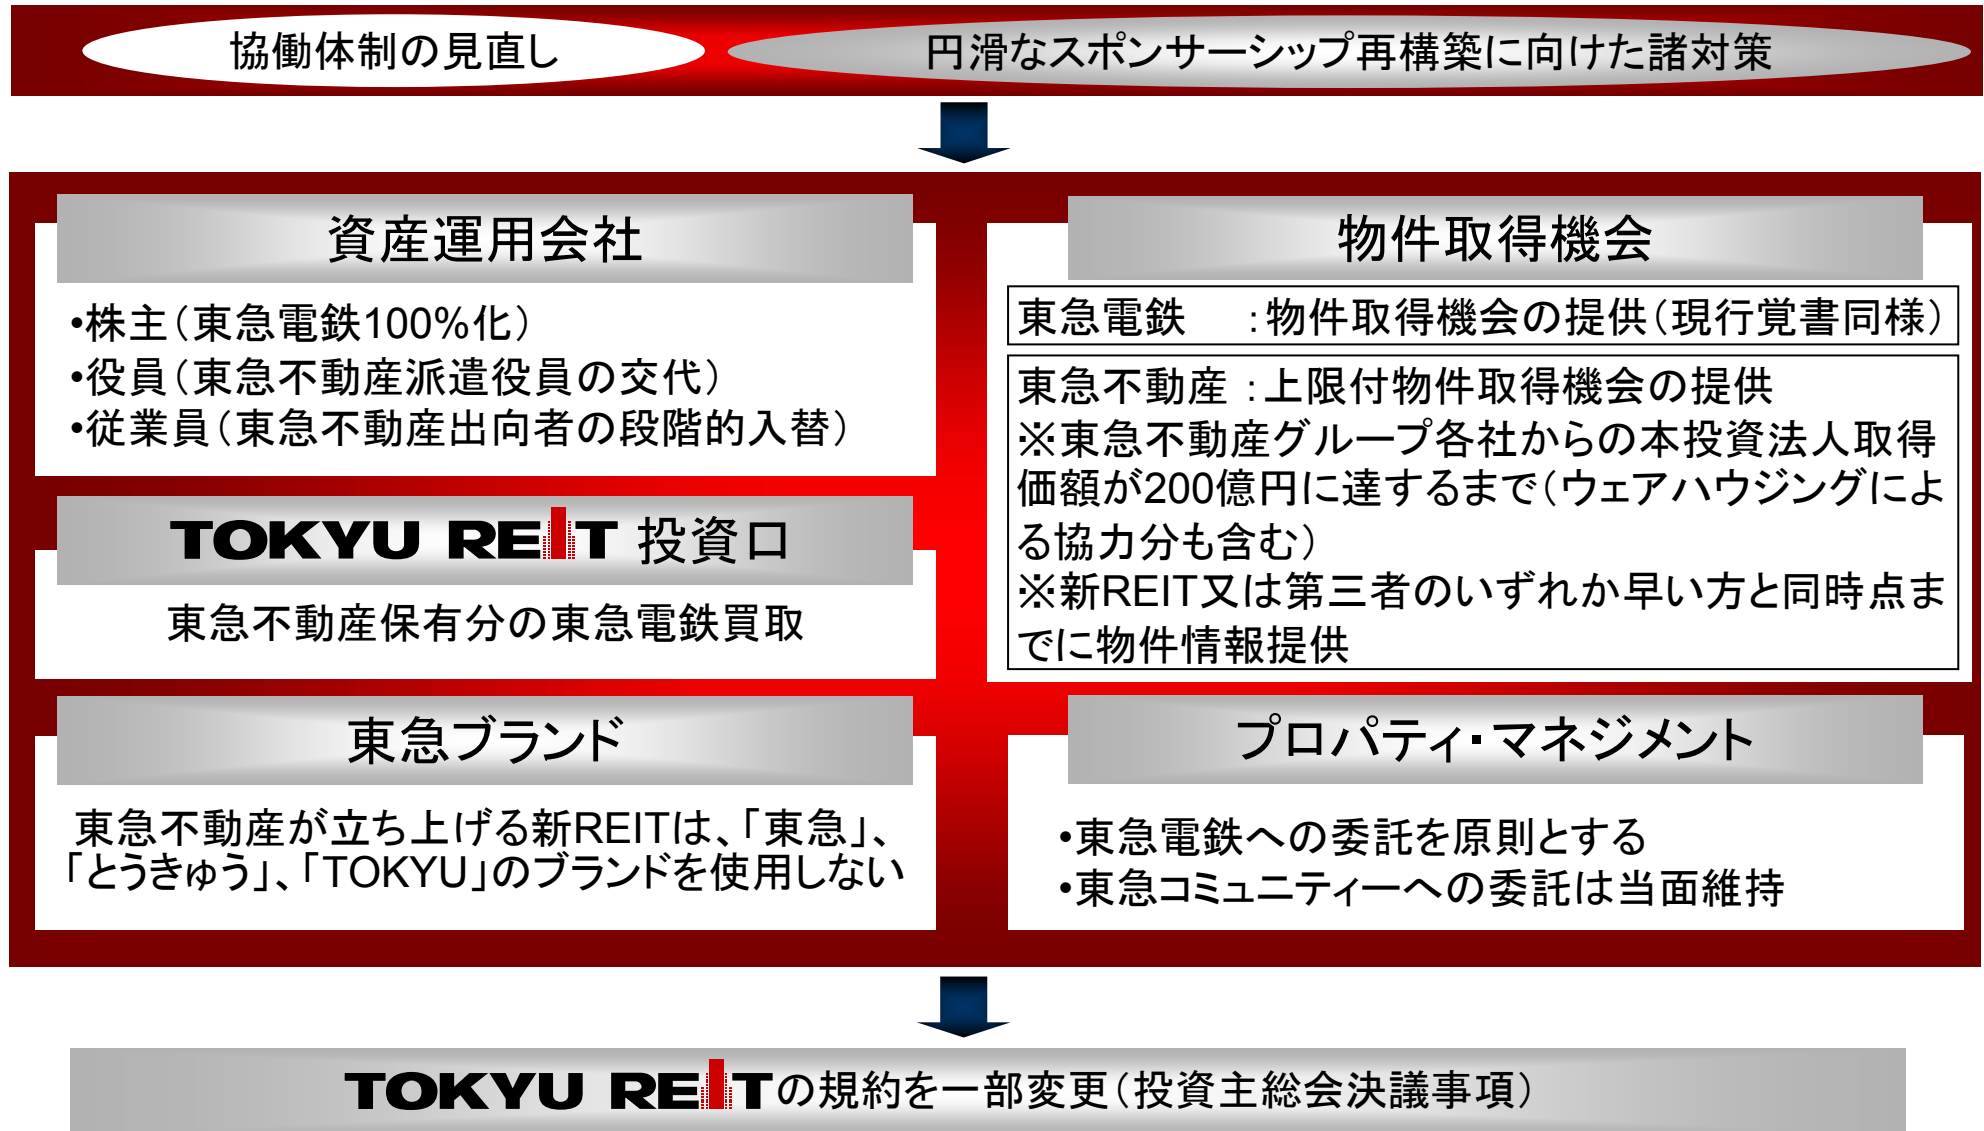 協働体制の見直し
円滑なスポンサーシップ再構築に向けた諸対策
資産運用会社
•株主（東急電鉄100%化）
•役員（東急不動産派遣役員の交代）
•従業員（東急不動産出向者の段階的入替）
TOKYU REIT 投資口
東急不動産保有分の東急電鉄買取
東急ブランド
東急不動産が立ち上げる新REITは、「東急」、
「とうきゅう」、「TOKYU」のブランドを使用しない
物件取得機会
東急電鉄　：物件取得機会の提供（現行覚書同様）
東急不動産：上限付物件取得機会の提供
※東急不動産グループ各社からの本投資法人取得
価額が200億円に達するまで（ウェアハウジングによ
る協力分も含む）
※新REIT又は第三者のいずれか早い方と同時点ま
でに物件情報提供
プロパティ・マネジメント
•東急電鉄への委託を原則とする
•東急コミュニティーへの委託は当面維持
TOKYU REITの規約を一部変更（投資主総会決議事項）